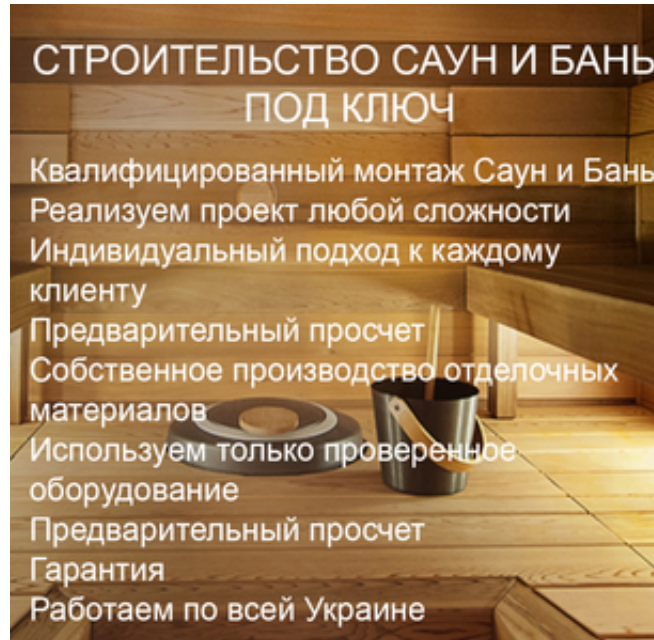 СТРОИТЕЛЬСТВО САУН И БАНЬ
ПОД КЛЮЧ
Квалифицированный монтаж Саун и Бань
Реализуем проект любой сложности
Индивидуальный подход к каждому
клиенту
Предварительный просчет
Собственное производство отделочных
материалов
Используем только проверенное
оборудование
Предварительный просчет
Гарантия
Работаем по всей Украине